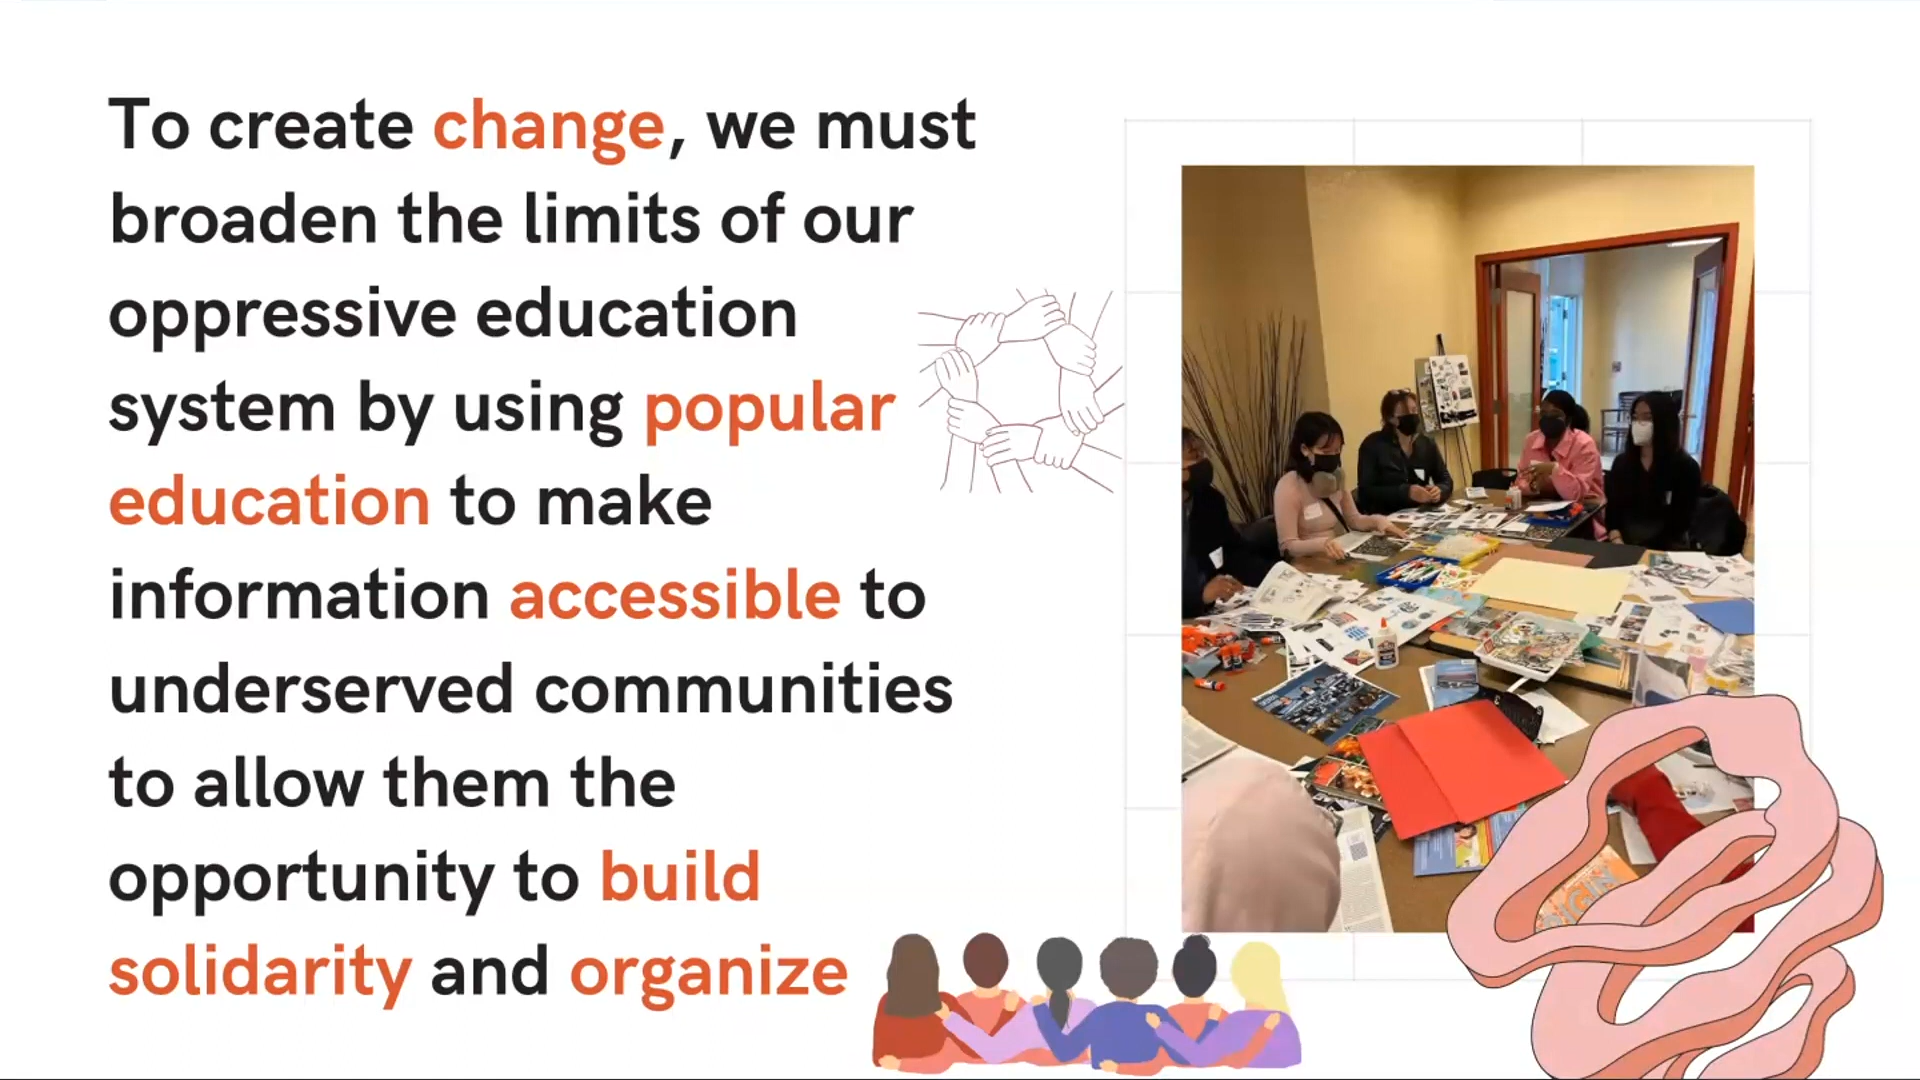 To create change, we must
broaden the limits of our
oppressive education
system by using popular
education to make
information accessible to
underserved communities
to allow them the
opportunity to build
solidarity and organize